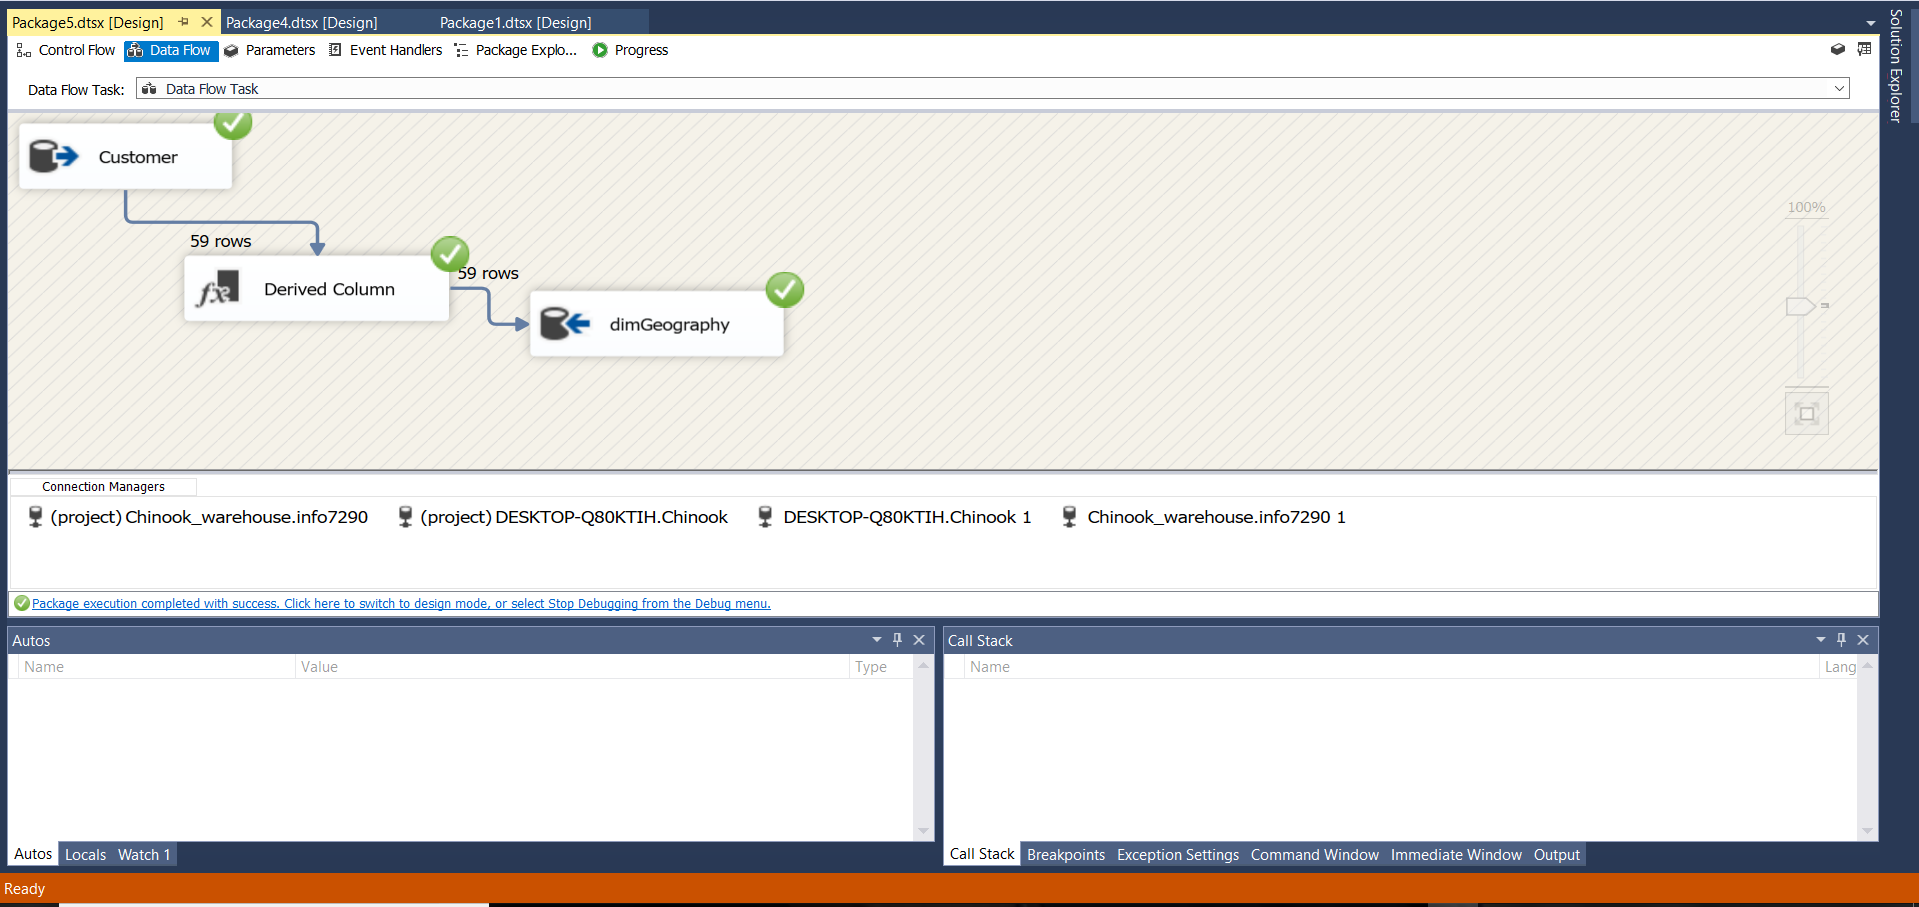 Package5.dtsx [Design] Package4.dtsx [Design] Package1.dtsx [Design]
Control Flow Data Flow Parameters Event Handlers Package Explo... Progress
Data Flow Task: Data Flow Task
Customer
59 rows
Derived Column
59 rows
dimGeography
100%
Solution Explorer
Connection Managers
(project) Chinook_warehouse.info7290 (project) DESKTOP-Q80KTIH.Chinook DESKTOP-Q80KTIH.Chinook 1 Chinook_warehouse.info7290 1
Package execution completed with success. Click here to switch to design mode, or select Stop Debugging from the Debug menu.
Autos
Name Value Type
Autos Locals Watch 1
Call Stack
Name Lang
Call Stack Breakpoints Exception Settings Command Window Immediate Window Output
Ready